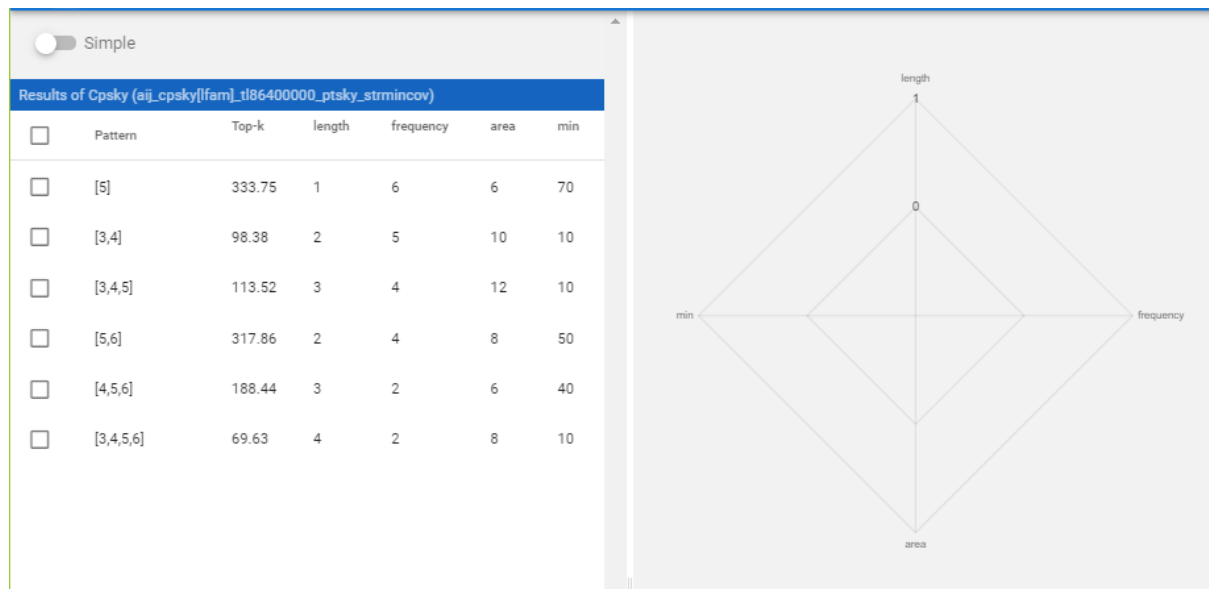 Simple
Results of Cpsky (aij_cpsky[lfam]_tl86400000_ptsky_strmincov)
Pattern Top-k length frequency area min
[5] 333.75 1 6 6 70
[3,4] 98.38 2 5 10 10
[3,4,5] 113.52 3 4 12 10
[5,6] 317.86 2 4 8 50
[4,5,6] 188.44 3 2 6 40
[3,4,5,6] 69.63 4 2 8 10
length
1
0
min
frequency
area